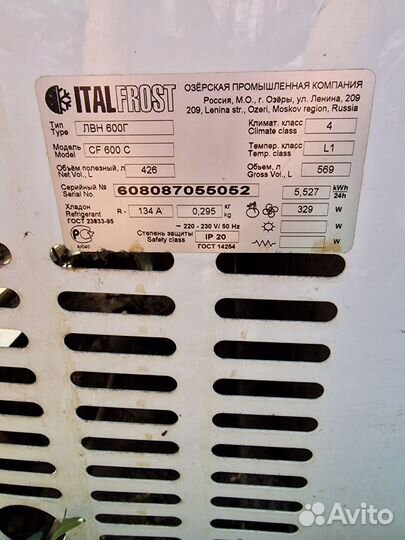 ITALFROST
ОЗЁРСКАЯ ПРОМЫШЛЕННАЯ КОМПАНИЯ
Россия, М.О., г. Озёры, ул. Ленина, 209
209, Lenina str., Ozeri, Moskov region, Russia
Тип
Type
ЛВН 600Г
Климат. класс
Climate class
4
Модель
Model
CF 600 C
Темпер. класс
Temp. class
L1
Объём полезный, л
Net Vol., L
426
Объем, л
Gross Vol., L
569
Серийный №
Serial No.
608087055052
5,527
kWh
24h
Хладон
Refrigerant
ГОСТ 23833-95
R -
134 A
0,295
кг
kg
329
W
~ 220 - 230 V/ 50 Hz
W
Степень защиты
Safety class
IP 20
ГОСТ 14254
W
АЮ40
Avito